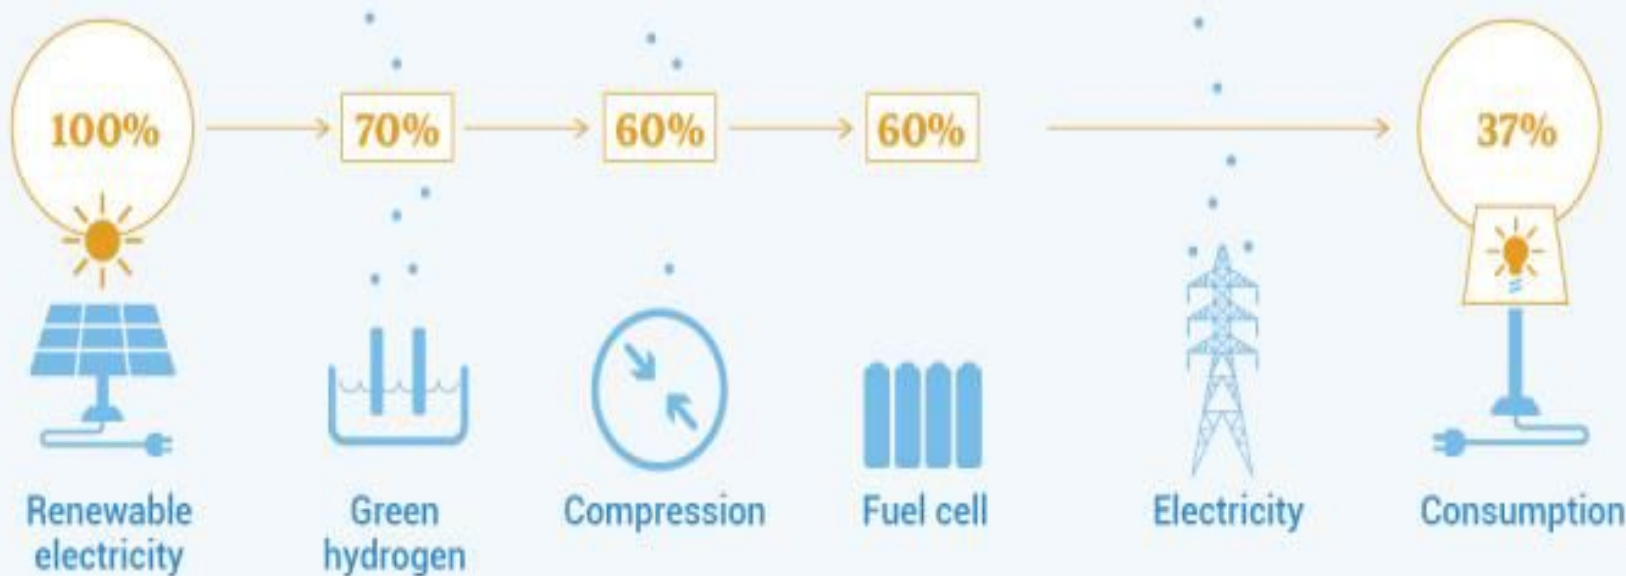 100%
70%
60%
60%
37%
Renewable
electricity
Green
hydrogen
Compression
Fuel cell
Electricity
Consumption